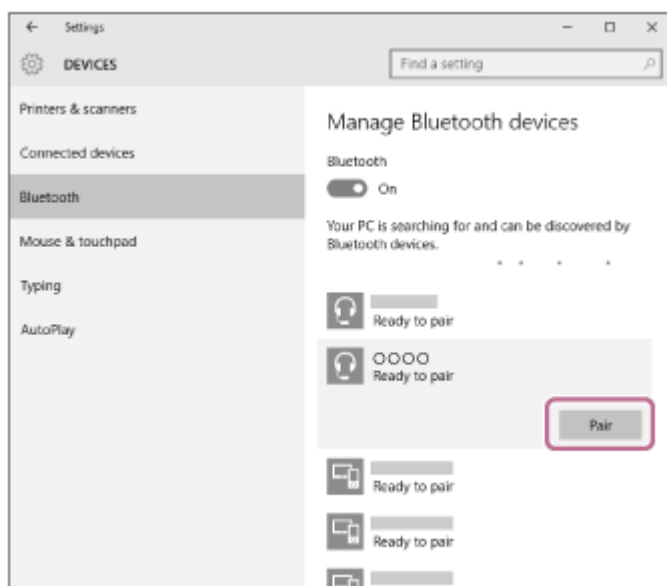 Settings
DEVICES
Find a setting
Printers & scanners
Connected devices
Bluetooth
Mouse & touchpad
Typing
AutoPlay
Manage Bluetooth devices
Bluetooth
On
Your PC is searching for and can be discovered by
Bluetooth devices.
Ready to pair
OOOO
Ready to pair
Pair
Ready to pair
Ready to pair